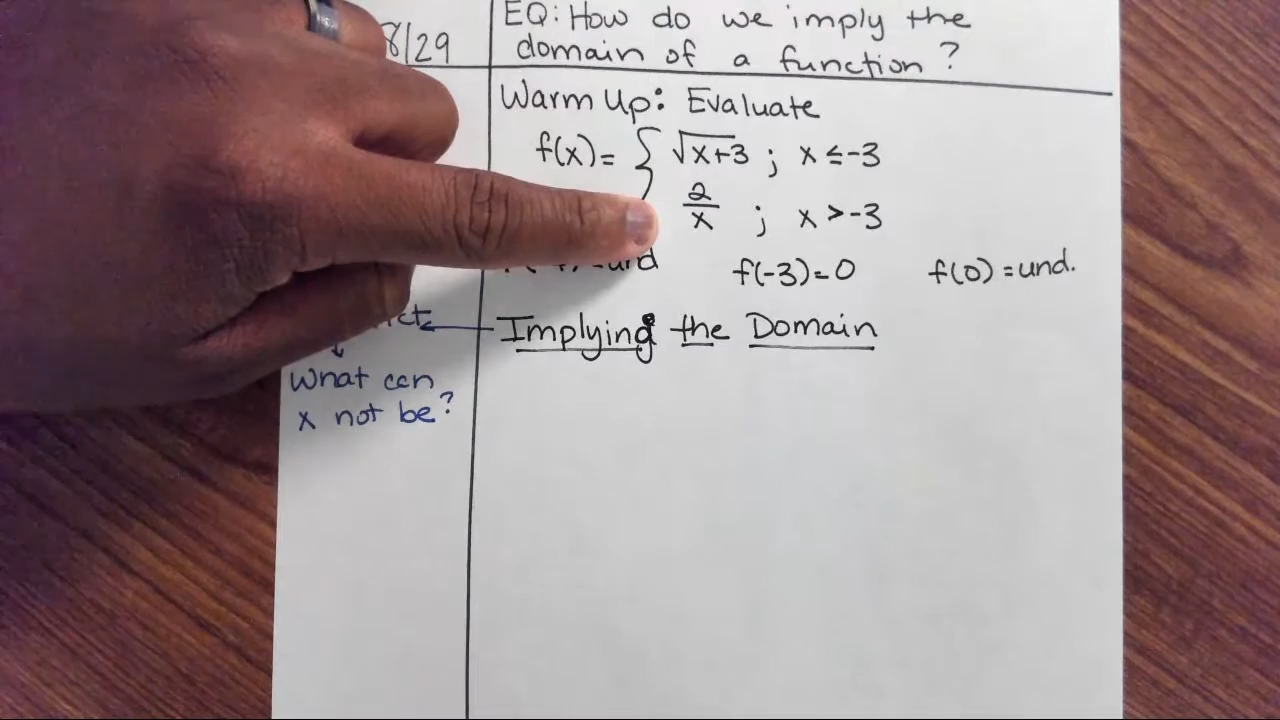 8/29
EQ: How do we imply the
domain of a function?
Warm Up: Evaluate
f(x)= { √x+3 ; x ≤ -3
2/x ; x > -3
und f(-3)=0 f(0)=und.
Implying the Domain
What can
x not be?